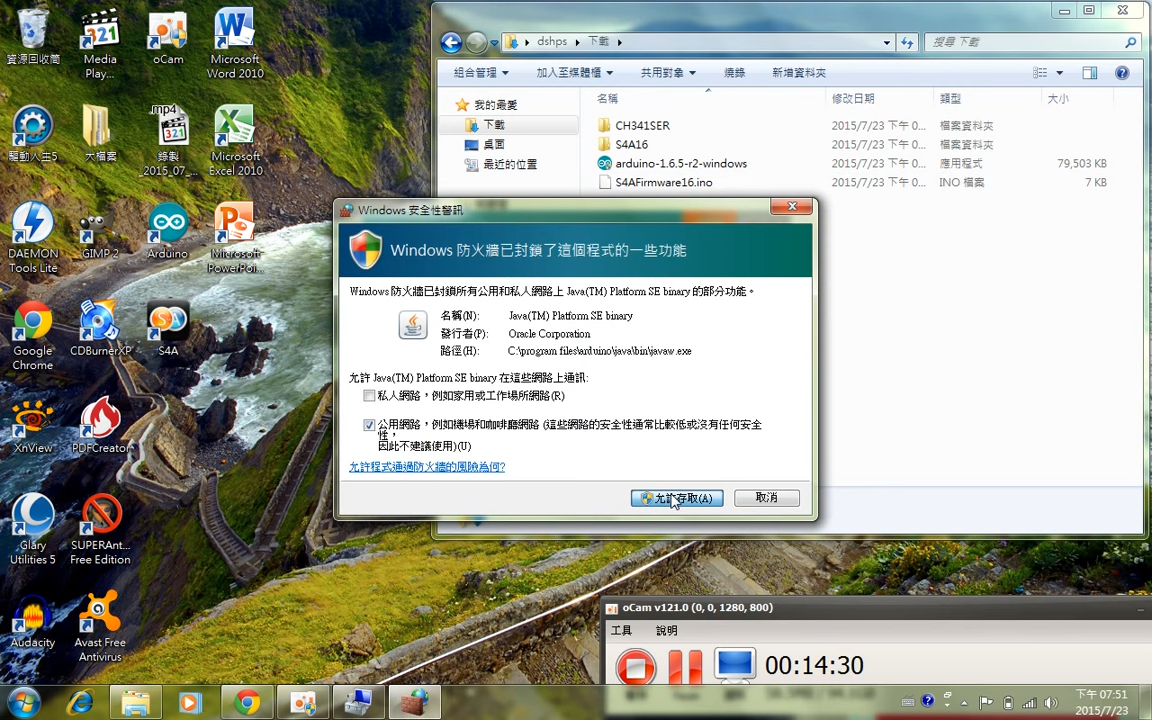 資源回收筒
Media Play...
oCam
Microsoft Word 2010
驅動人生5
大檔案
.mp4
錄製_2015_07_...
Microsoft Excel 2010
DAEMON Tools Lite
GIMP 2
Arduino
Microsoft PowerPoi...
Google Chrome
CDBurnerXP
S4A
XnView
PDFCreator
Glary Utilities 5
SUPERAnt... Free Edition
Audacity
Avast Free Antivirus
dshps ▸ 下載 ▸
搜尋 下載
組合管理 ▼ 加入至媒體櫃 ▼ 共用對象 ▼ 燒錄 新增資料夾
我的最愛
下載
桌面
最近的位置
名稱 修改日期 類型 大小
CH341SER 2015/7/23 下午 0... 檔案資料夾
S4A16 2015/7/23 下午 0... 檔案資料夾
arduino-1.6.5-r2-windows 2015/7/23 下午 0... 應用程式 79,503 KB
S4AFirmware16.ino 2015/7/23 下午 0... INO 檔案 7 KB
Windows 安全性警訊
Windows 防火牆已封鎖了這個程式的一些功能
Windows 防火牆已封鎖所有公用和私人網路上 Java(TM) Platform SE binary 的部分功能。
名稱(N): Java(TM) Platform SE binary
發行者(P): Oracle Corporation
路徑(H): C:\program files\arduino\java\bin\javaw.exe
允許 Java(TM) Platform SE binary 在這些網路上通訊:
私人網路，例如家用或工作場所網路(R)
公用網路，例如機場和咖啡廳網路 (這些網路的安全性通常比較低或沒有任何安全
性，
因此不建議使用)(U)
允許程式通過防火牆的風險為何?
允許存取(A) 取消
oCam v121.0 (0, 0, 1280, 800)
工具 說明
00:14:30
下午 07:51
2015/7/23